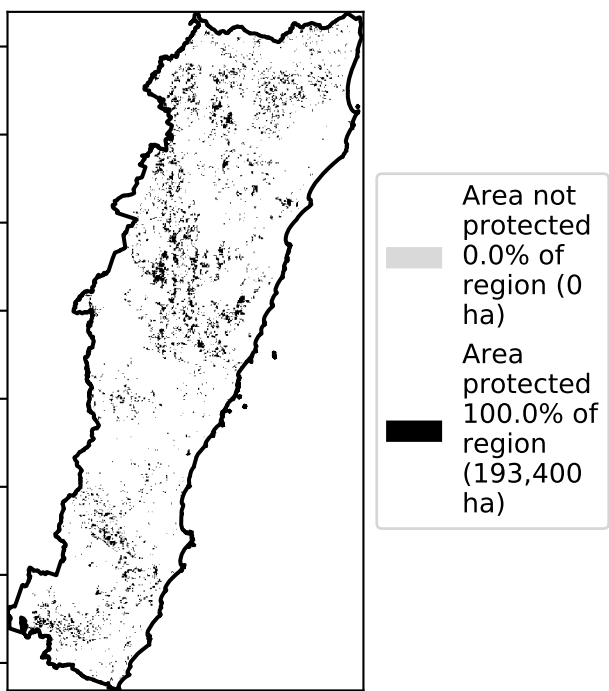 Area not
protected
0.0% of
region (0
ha)
Area
protected
100.0% of
region
(193,400
ha)